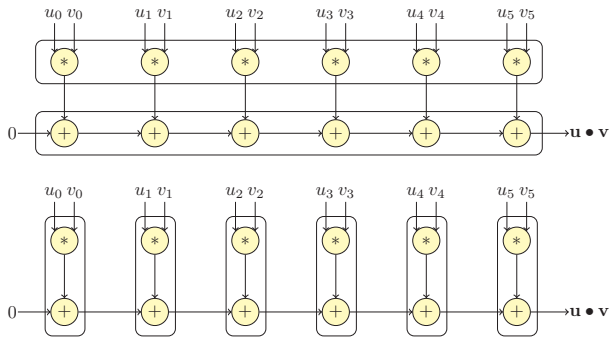 u₀ v₀ u₁ v₁ u₂ v₂ u₃ v₃ u₄ v₄ u₅ v₅
* * * * * *
0 + + + + + + u • v
u₀ v₀ u₁ v₁ u₂ v₂ u₃ v₃ u₄ v₄ u₅ v₅
* * * * * *
0 + + + + + + u • v